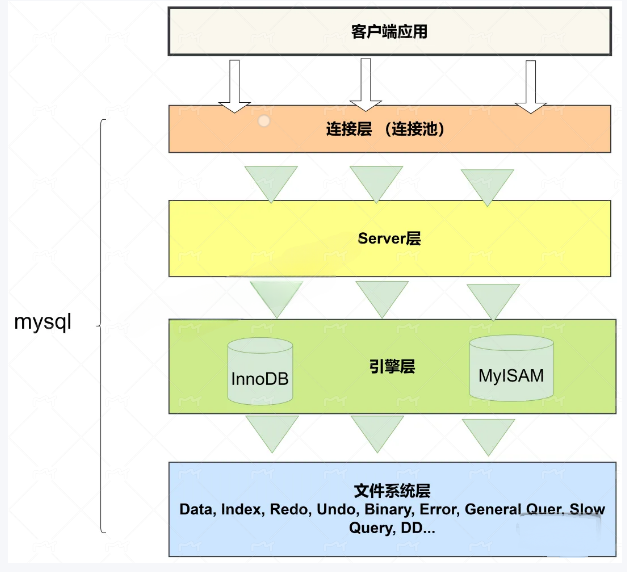 客户端应用
连接层 （连接池）
Server层
mysql
引擎层
InnoDB
MyISAM
文件系统层
Data, Index, Redo, Undo, Binary, Error, General Quer. Slow
Query, DD...